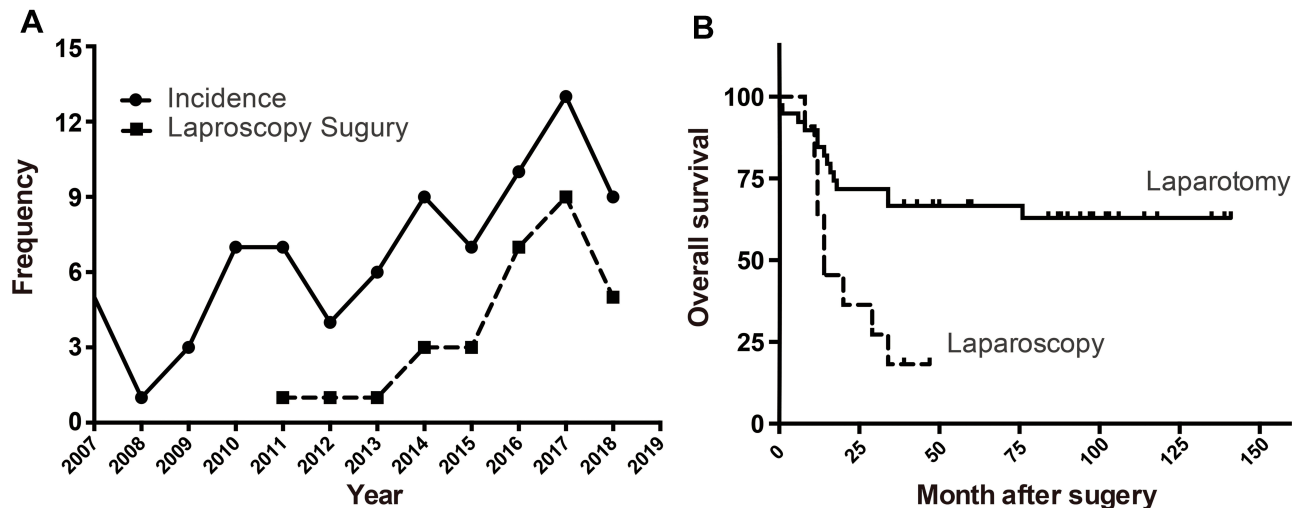 A
15
12
9
6
3
0
Frequency
Incidence
Laproscopy Sugury
2007 2008 2009 2010 2011 2012 2013 2014 2015 2016 2017 2018 2019
Year
B
100
75
50
25
0
Overall survival
Laparotomy
Laparoscopy
0 25 50 75 100 125 150
Month after sugery